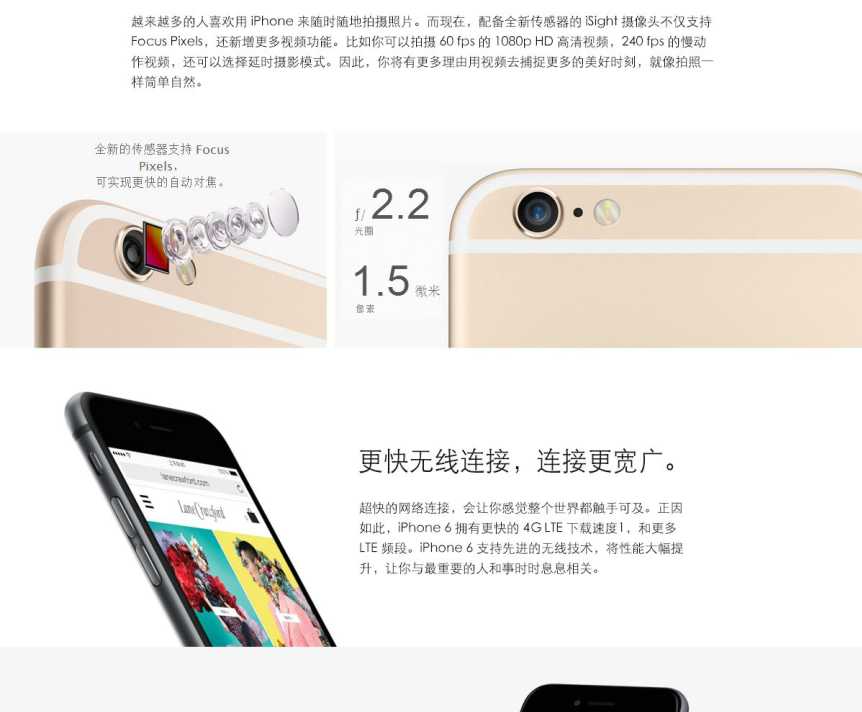 越来越多的人喜欢用 iPhone 来随时随地拍摄照片。而现在，配备全新传感器的 iSight 摄像头不仅支持
Focus Pixels，还新增更多视频功能。比如你可以拍摄 60 fps 的 1080p HD 高清视频，240 fps 的慢动
作视频，还可以选择延时摄影模式。因此，你将有更多理由用视频去捕捉更多的美好时刻，就像拍照一
样简单自然。
全新的传感器支持 Focus
Pixels，
可实现更快的自动对焦。
ƒ/2.2
光圈
1.5 微米
像素
lanecrawford.com
Lane Crawford
更快无线连接，连接更宽广。
超快的网络连接，会让你感觉整个世界都触手可及。正因
如此，iPhone 6 拥有更快的 4G LTE 下载速度1，和更多
LTE 频段。iPhone 6 支持先进的无线技术，将性能大幅提
升，让你与最重要的人和事时时息息相关。